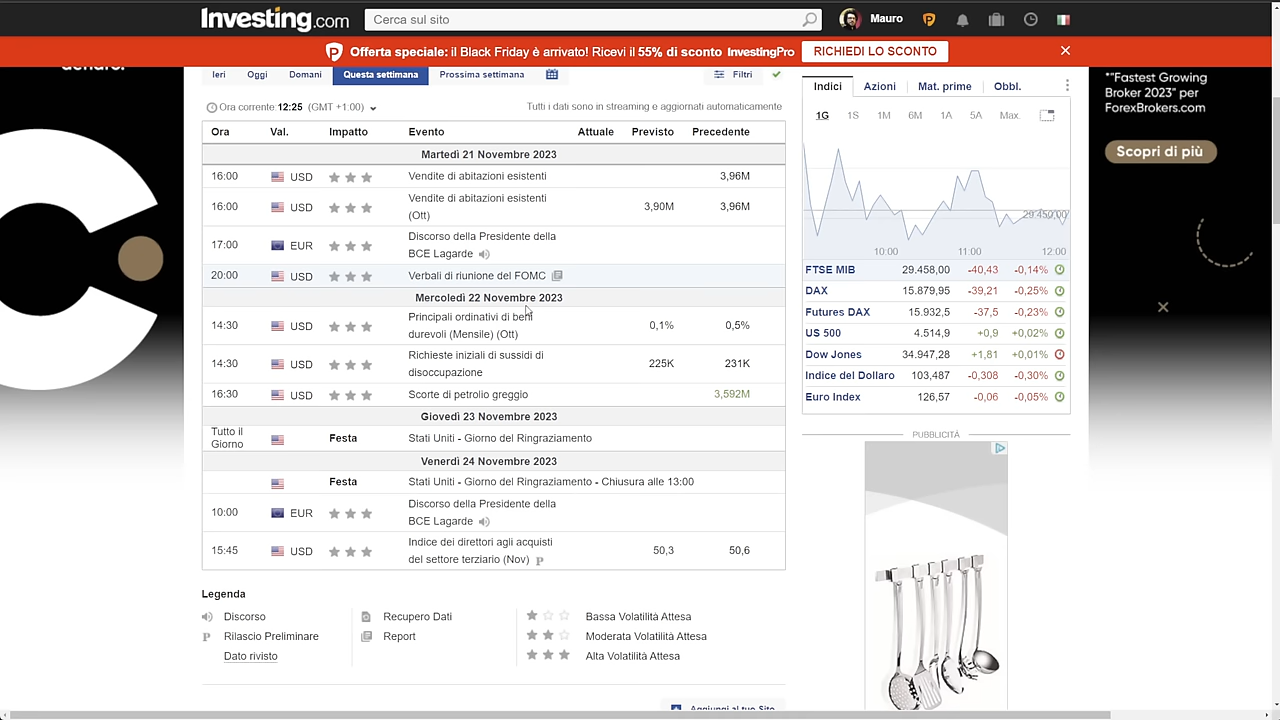 Investing.com
Cerca sul sito
Mauro
Offerta speciale: il Black Friday è arrivato! Ricevi il 55% di sconto InvestingPro
RICHIEDI LO SCONTO
Ieri Oggi Domani Questa settimana Prossima settimana Filtri
Ora corrente: 12:25 (GMT +1:00)
Tutti i dati sono in streaming e aggiornati automaticamente
Ora Val. Impatto Evento Attuale Previsto Precedente
Martedì 21 Novembre 2023
16:00 USD Vendite di abitazioni esistenti 3,96M
16:00 USD Vendite di abitazioni esistenti (Ott) 3,90M 3,96M
17:00 EUR Discorso della Presidente della BCE Lagarde
20:00 USD Verbali di riunione del FOMC
Mercoledì 22 Novembre 2023
14:30 USD Principali ordinativi di beni durevoli (Mensile) (Ott) 0,1% 0,5%
14:30 USD Richieste iniziali di sussidi di disoccupazione 225K 231K
16:30 USD Scorte di petrolio greggio 3,592M
Giovedì 23 Novembre 2023
Tutto il Giorno Festa Stati Uniti - Giorno del Ringraziamento
Venerdì 24 Novembre 2023
Festa Stati Uniti - Giorno del Ringraziamento - Chiusura alle 13:00
10:00 EUR Discorso della Presidente della BCE Lagarde
15:45 USD Indice dei direttori agli acquisti del settore terziario (Nov) P 50,3 50,6
Legenda
Discorso
Recupero Dati
Bassa Volatilità Attesa
P Rilascio Preliminare
Report
Moderata Volatilità Attesa
Dato rivisto
Alta Volatilità Attesa
Aggiungi al tuo Sito
Indici Azioni Mat. prime Obbl.
1G 1S 1M 6M 1A 5A Max.
29.450,00
10:00 11:00 12:00
FTSE MIB 29.458,00 -40,43 -0,14%
DAX 15.879,95 -39,21 -0,25%
Futures DAX 15.932,5 -37,5 -0,23%
US 500 4.514,9 +0,9 +0,02%
Dow Jones 34.947,28 +1,81 +0,01%
Indice del Dollaro 103,487 -0,308 -0,30%
Euro Index 126,57 -0,06 -0,05%
PUBBLICITÀ
*"Fastest Growing
Broker 2023" per
ForexBrokers.com
Scopri di più